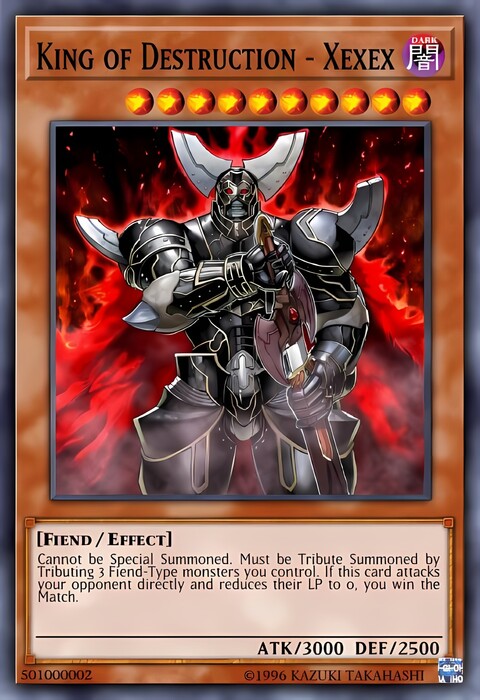 KING OF DESTRUCTION - XEXEX
DARK
闇
[FIEND / EFFECT]
Cannot be Special Summoned. Must be Tribute Summoned by
Tributing 3 Fiend-Type monsters you control. If this card attacks
your opponent directly and reduces their LP to 0, you win the
Match.
ATK/3000 DEF/2500
501000002
©1996 KAZUKI TAKAHASHI